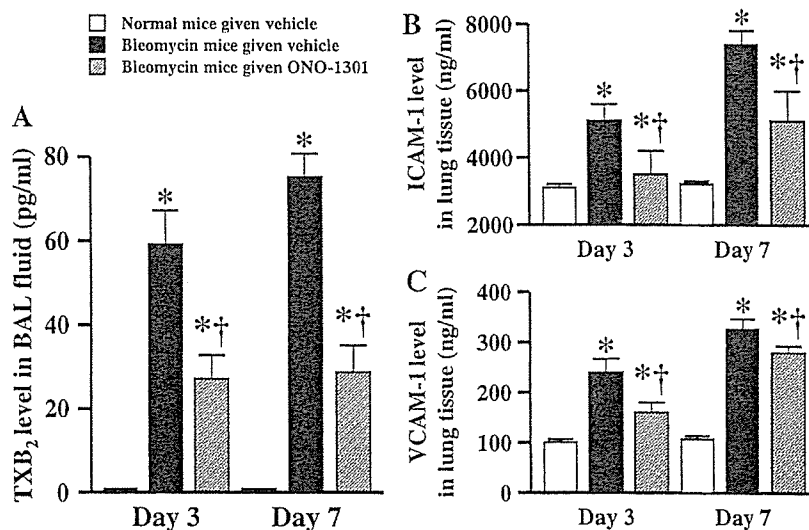 Normal mice given vehicle
Bleomycin mice given vehicle
Bleomycin mice given ONO-1301
A
TXB₂ level in BAL fluid (pg/ml)
80
60
40
20
0
*
*†
*
*†
Day 3
Day 7
B
ICAM-1 level
in lung tissue (ng/ml)
8000
6000
4000
2000
*
*†
*
*†
Day 3
Day 7
C
VCAM-1 level
in lung tissue (ng/ml)
400
300
200
100
0
*
*†
*
*†
Day 3
Day 7